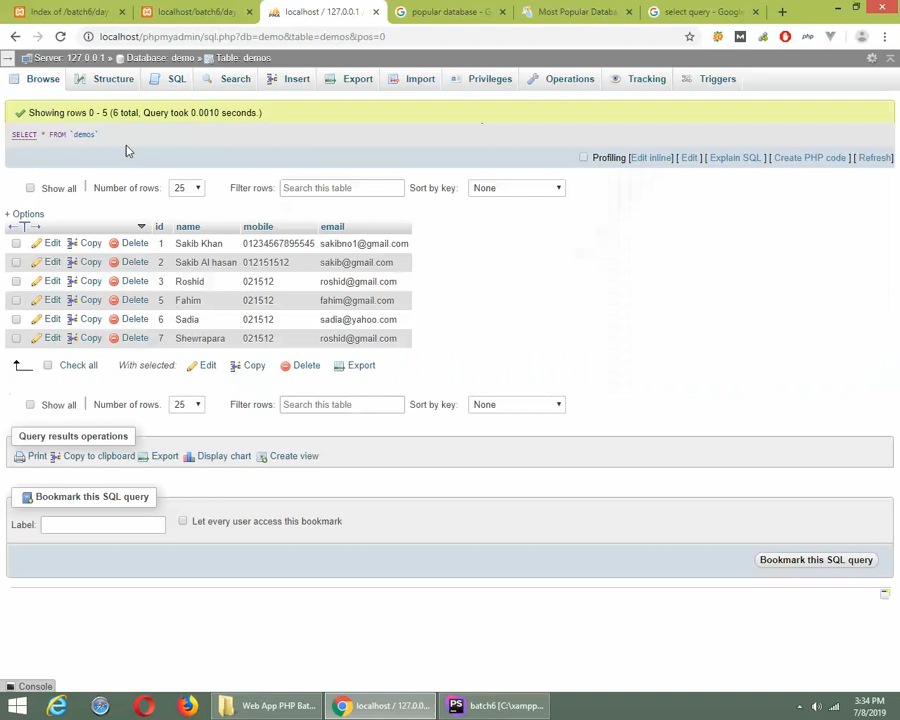 Index of /batch6/day
localhost/batch6/day
localhost / 127.0.0.1 /
popular database - G
Most Popular Databa
select query - Google
localhost/phpmyadmin/sql.php?db=demo&table=demos&pos=0
Server: 127.0.0.1 » Database: demo » Table: demos
Browse Structure SQL Search Insert Export Import Privileges Operations Tracking Triggers
Showing rows 0 - 5 (6 total, Query took 0.0010 seconds.)
SELECT * FROM `demos`
Profiling [Edit inline] [ Edit ] [ Explain SQL ] [ Create PHP code ] [ Refresh]
Show all Number of rows: 25 Filter rows: Search this table Sort by key: None
+ Options
←T→ id name mobile email
Edit Copy Delete 1 Sakib Khan 01234567895545 sakibno1@gmail.com
Edit Copy Delete 2 Sakib Al hasan 012151512 sakib@gmail.com
Edit Copy Delete 3 Roshid 021512 roshid@gmail.com
Edit Copy Delete 5 Fahim 021512 fahim@gmail.com
Edit Copy Delete 6 Sadia 021512 sadia@yahoo.com
Edit Copy Delete 7 Shewrapara 021512 roshid@gmail.com
Check all With selected: Edit Copy Delete Export
Show all Number of rows. 25 Filter rows: Search this table Sort by key: None
Query results operations
Print Copy to clipboard Export Display chart Create view
Bookmark this SQL query
Label: Let every user access this bookmark
Bookmark this SQL query
Console
Web App PHP Bat...
localhost / 127.0.0...
batch6 [C:\xampp...
3:34 PM
7/8/2019